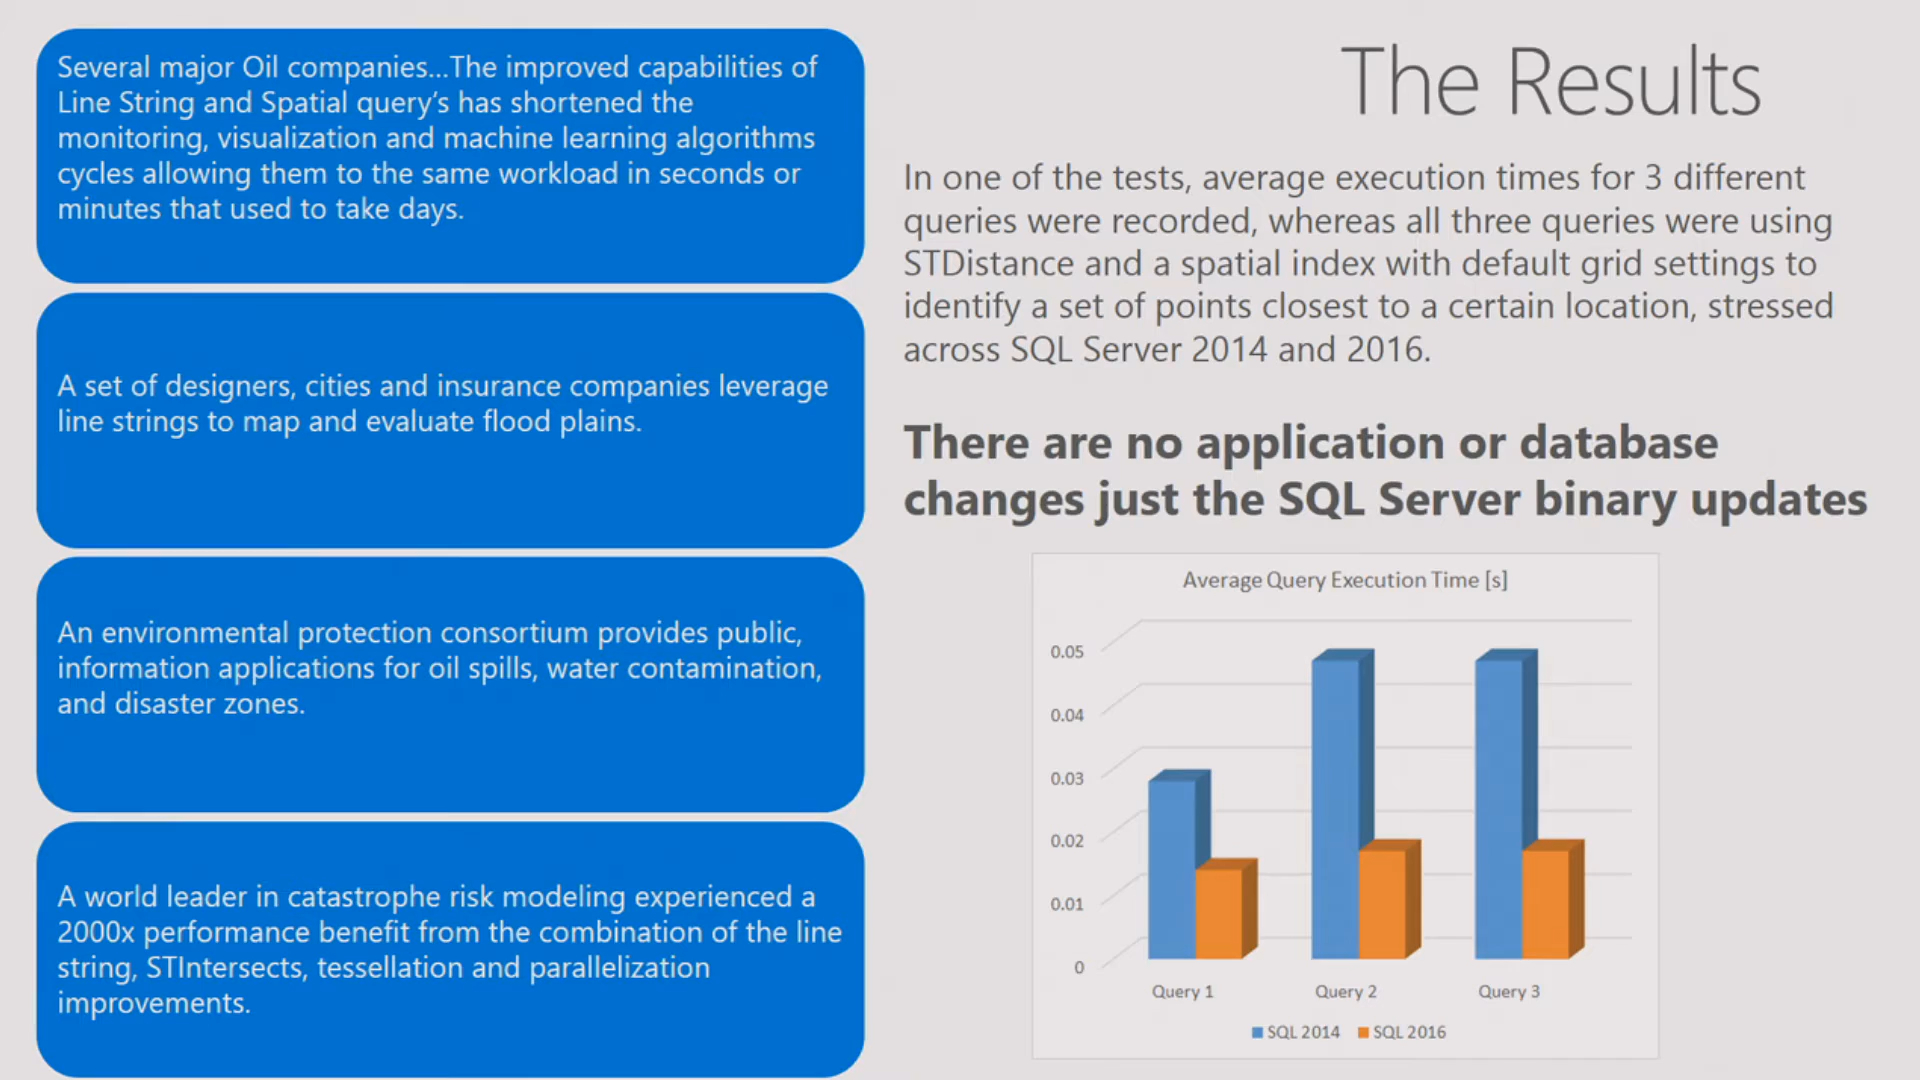 Several major Oil companies...The improved capabilities of
Line String and Spatial query's has shortened the
monitoring, visualization and machine learning algorithms
cycles allowing them to the same workload in seconds or
minutes that used to take days.
A set of designers, cities and insurance companies leverage
line strings to map and evaluate flood plains.
An environmental protection consortium provides public,
information applications for oil spills, water contamination,
and disaster zones.
A world leader in catastrophe risk modeling experienced a
2000x performance benefit from the combination of the line
string, STIntersects, tessellation and parallelization
improvements.
The Results
In one of the tests, average execution times for 3 different
queries were recorded, whereas all three queries were using
STDistance and a spatial index with default grid settings to
identify a set of points closest to a certain location, stressed
across SQL Server 2014 and 2016.
There are no application or database
changes just the SQL Server binary updates
Average Query Execution Time [s]
0.05
0.04
0.03
0.02
0.01
0
Query 1 Query 2 Query 3
SQL 2014 SQL 2016